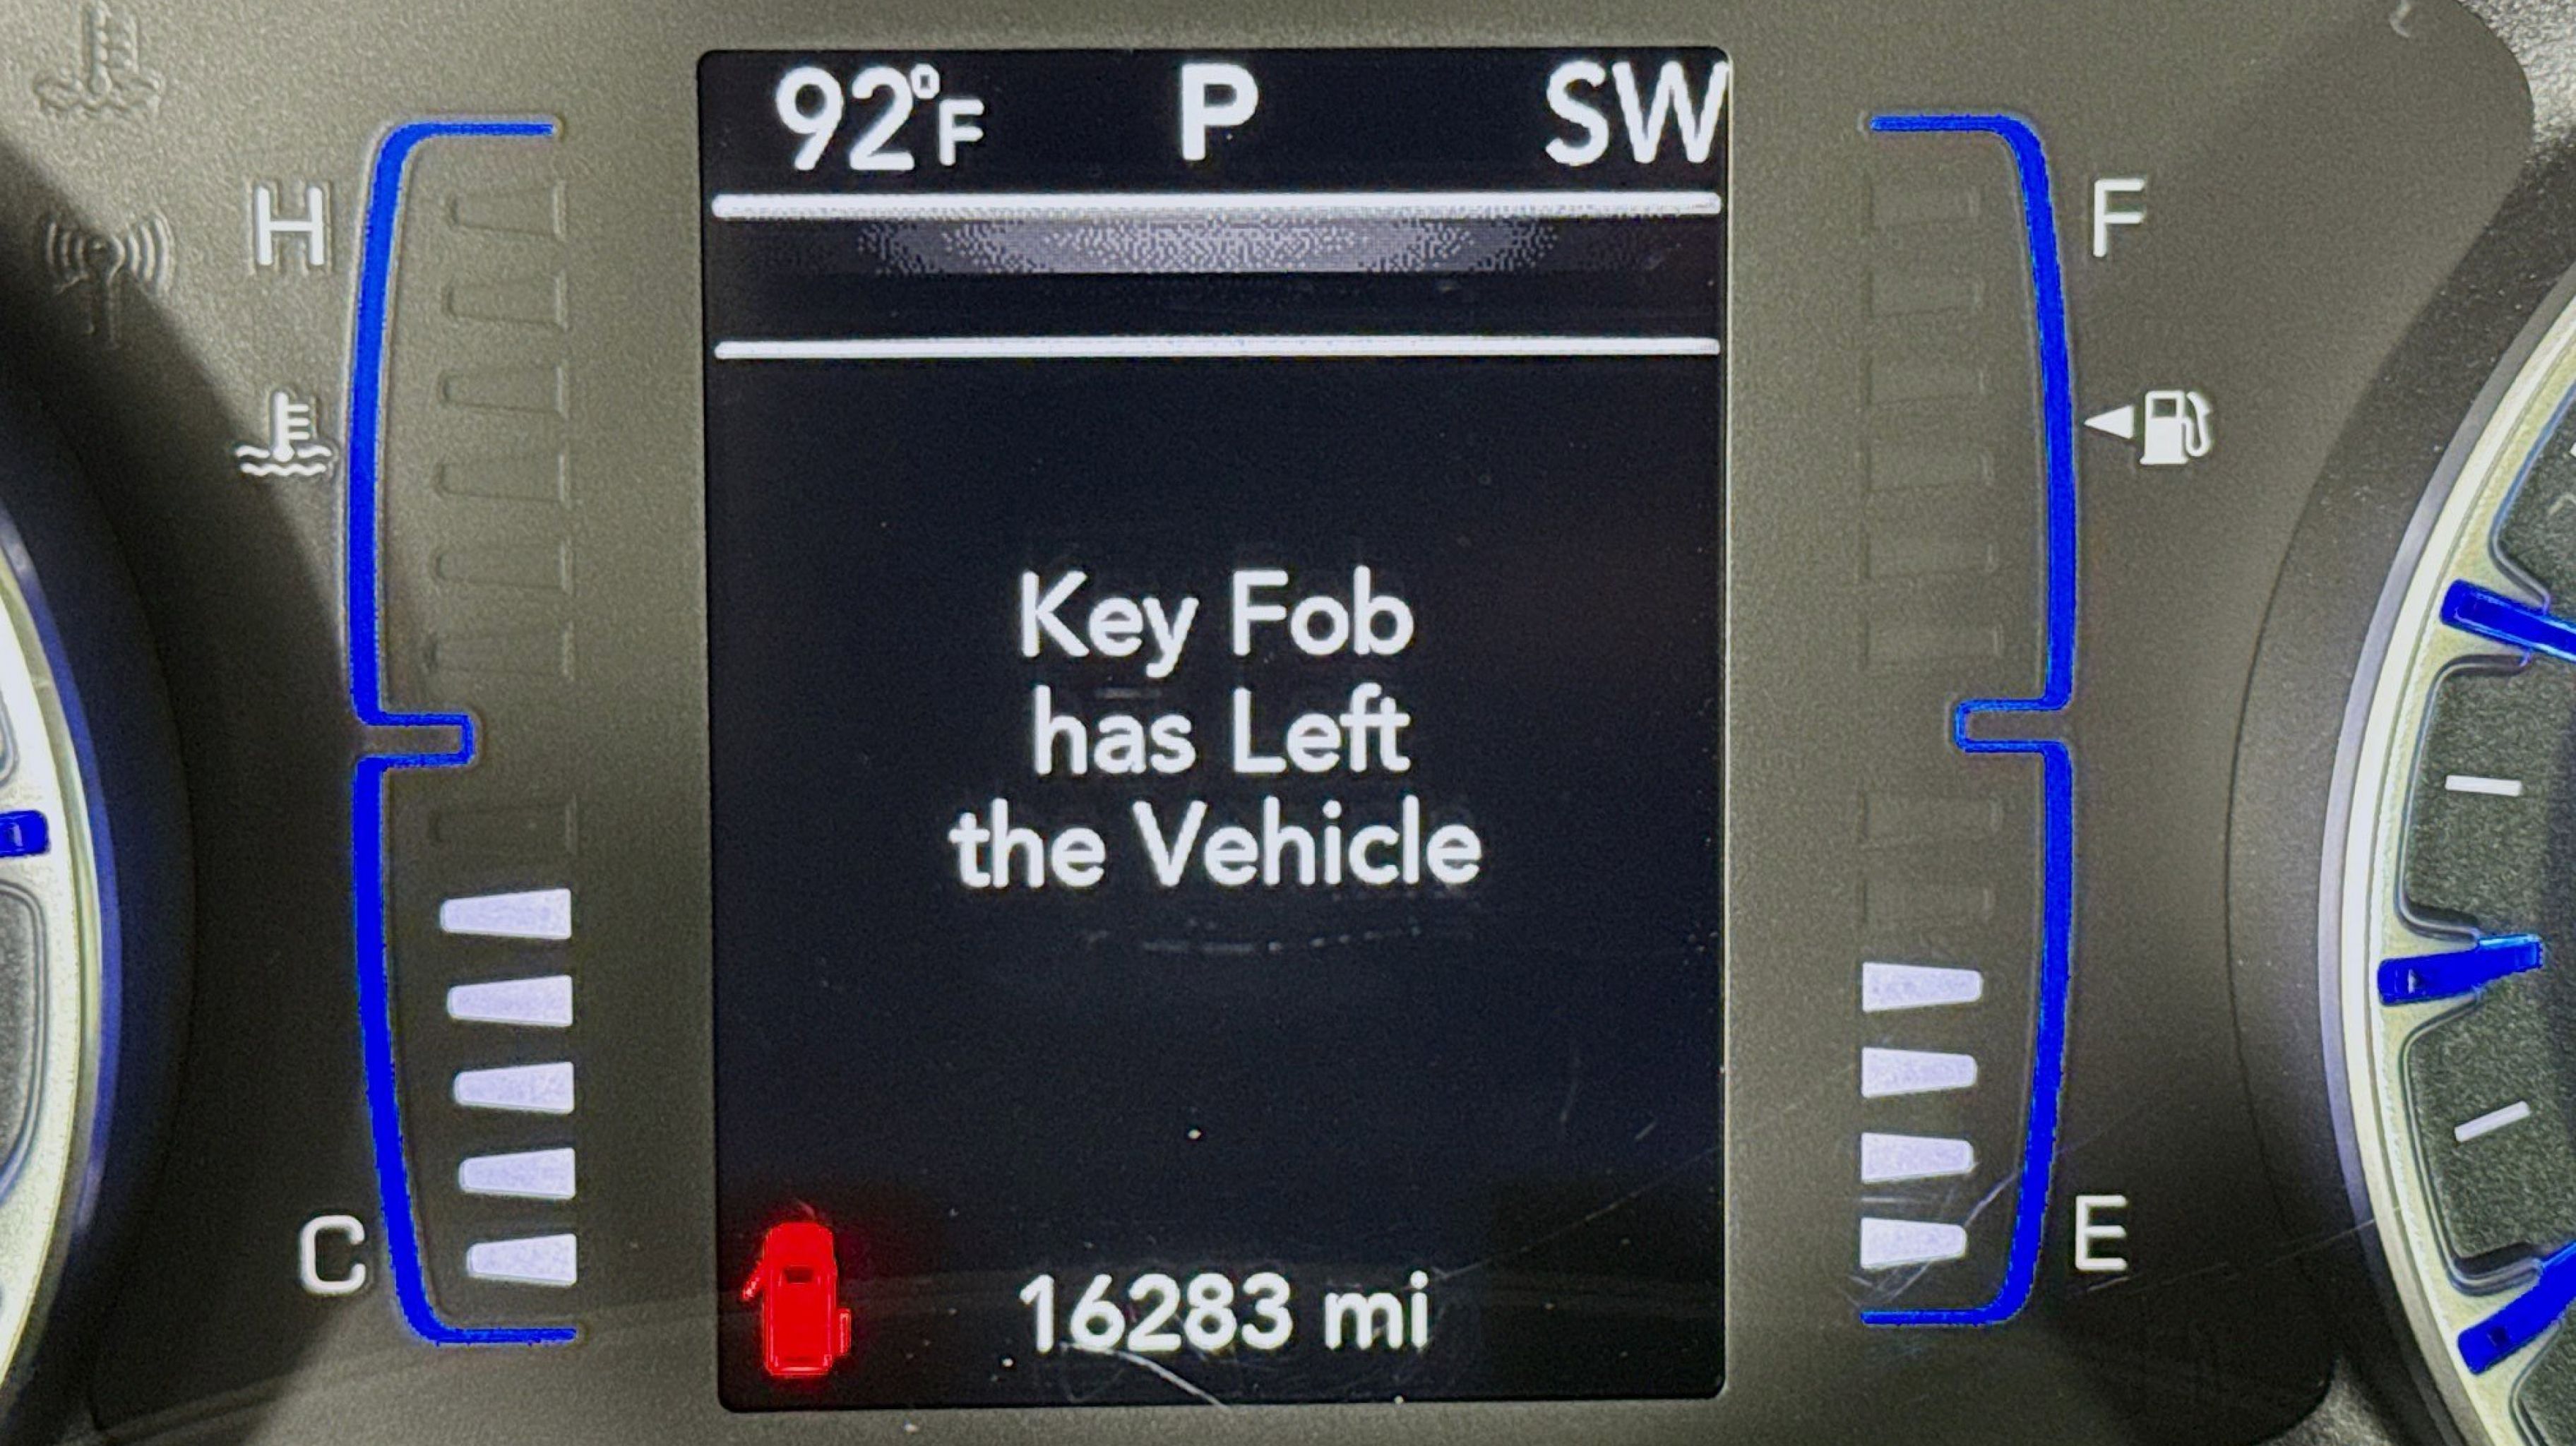 92°F P SW
H F
Key Fob
has Left
the Vehicle
C E
16283 mi